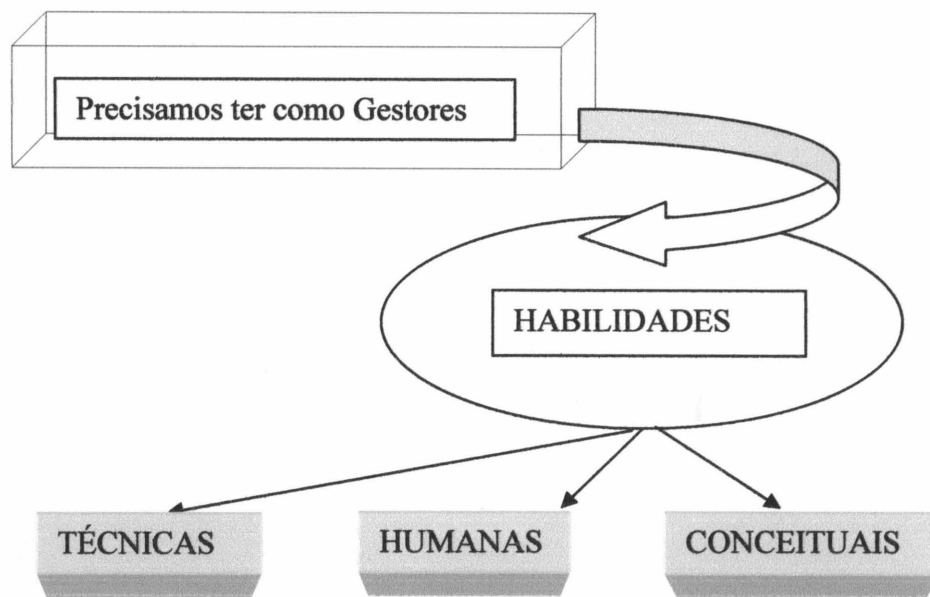 Precisamos ter como Gestores
HABILIDADES
TÉCNICAS
HUMANAS
CONCEITUAIS